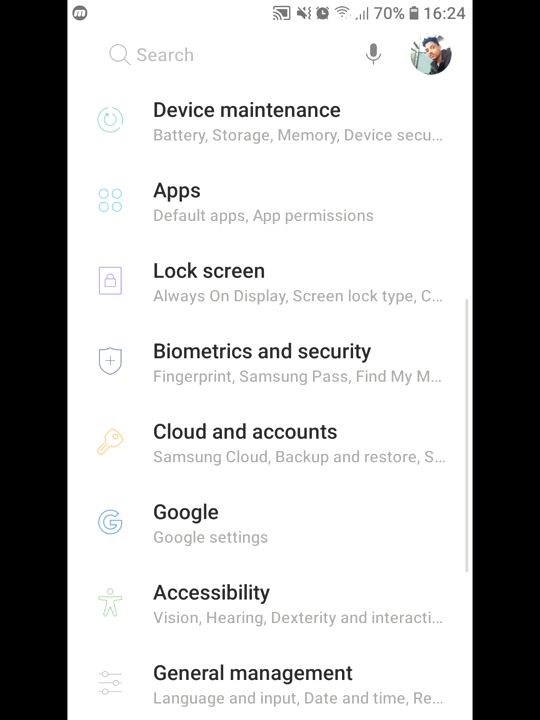 70% 16:24
Search
Device maintenance
Battery, Storage, Memory, Device secu...
Apps
Default apps, App permissions
Lock screen
Always On Display, Screen lock type, C...
Biometrics and security
Fingerprint, Samsung Pass, Find My M...
Cloud and accounts
Samsung Cloud, Backup and restore, S...
Google
Google settings
Accessibility
Vision, Hearing, Dexterity and interacti...
General management
Language and input, Date and time, Re...